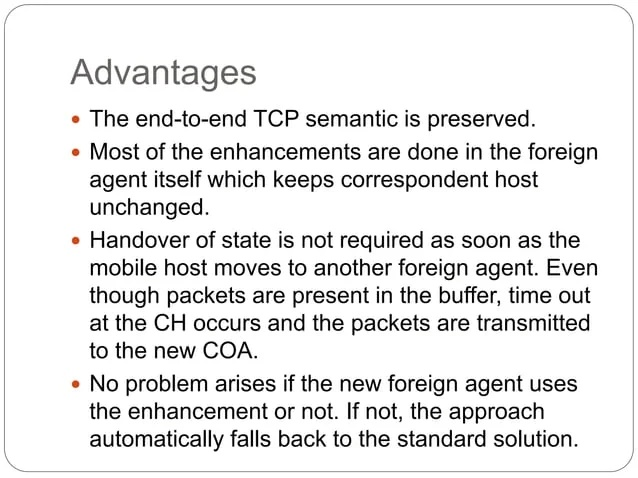 Advantages
• The end-to-end TCP semantic is preserved.
• Most of the enhancements are done in the foreign
agent itself which keeps correspondent host
unchanged.
• Handover of state is not required as soon as the
mobile host moves to another foreign agent. Even
though packets are present in the buffer, time out
at the CH occurs and the packets are transmitted
to the new COA.
• No problem arises if the new foreign agent uses
the enhancement or not. If not, the approach
automatically falls back to the standard solution.